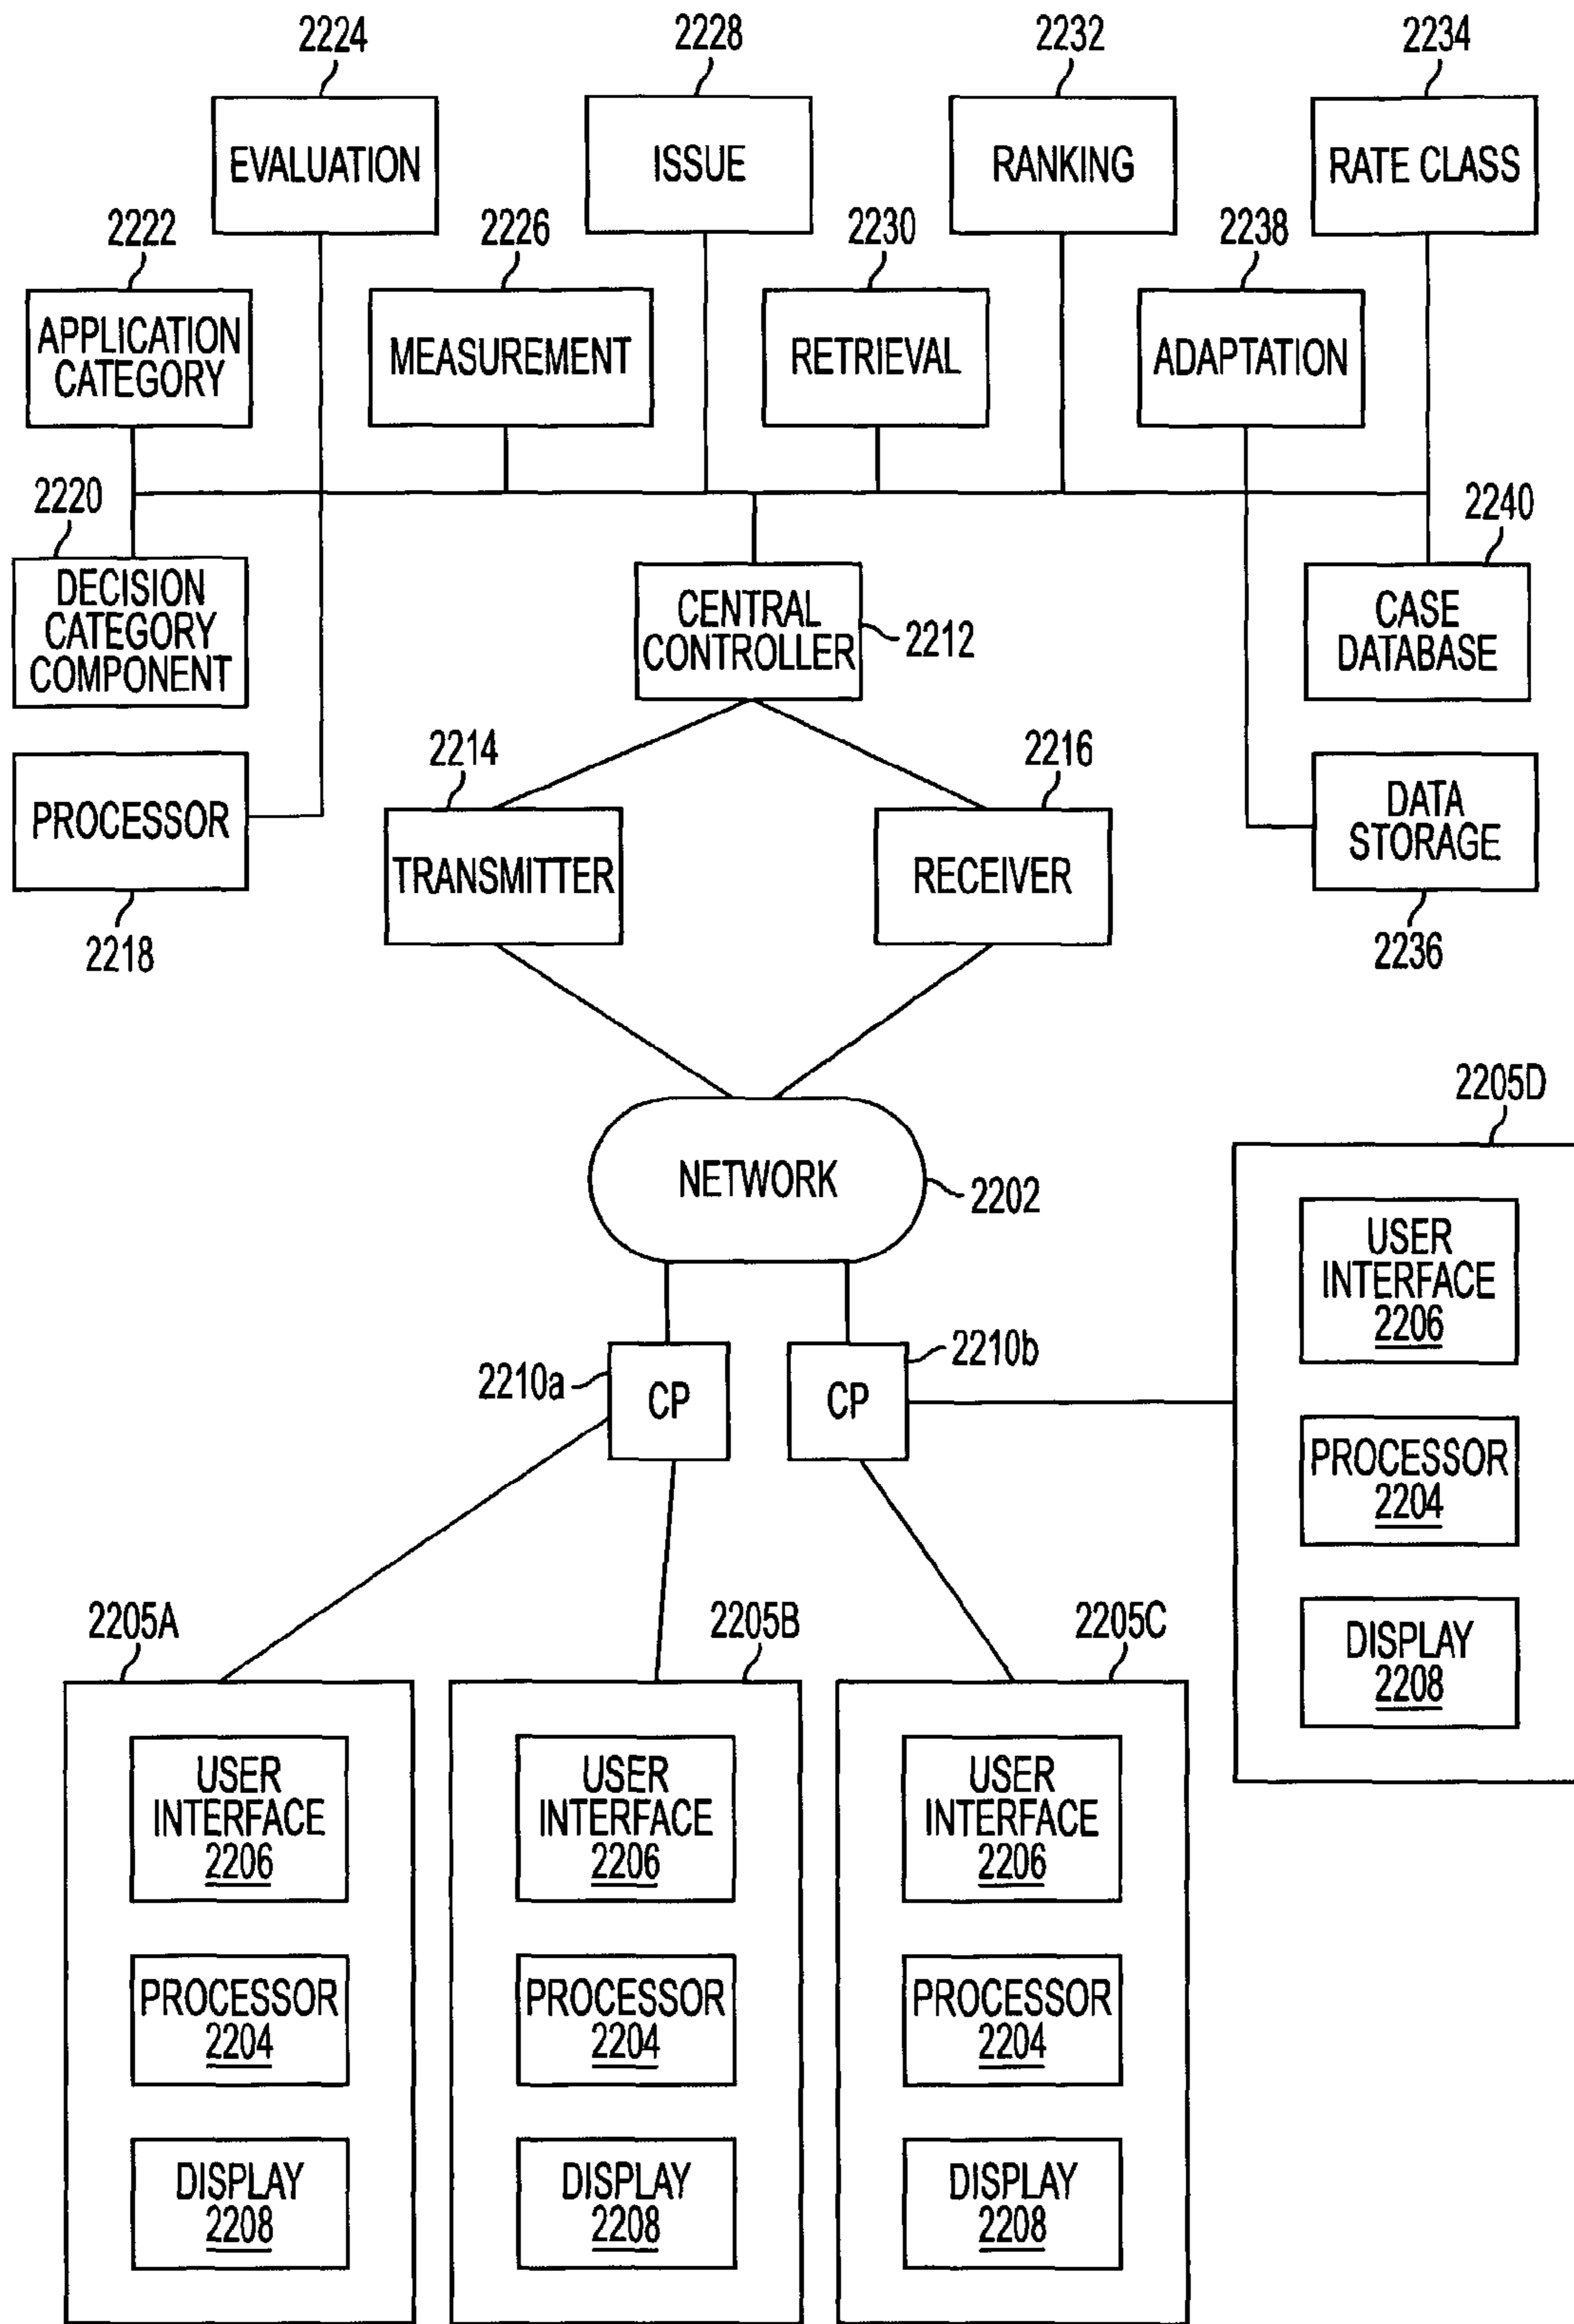 2224
2228
2232
2234
EVALUATION
ISSUE
RANKING
RATE CLASS
2222
2226
2230
2238
APPLICATION
CATEGORY
MEASUREMENT
RETRIEVAL
ADAPTATION
2220
2240
DECISION
CATEGORY
COMPONENT
CENTRAL
CONTROLLER
2212
CASE
DATABASE
2214
2216
PROCESSOR
2218
TRANSMITTER
RECEIVER
DATA
STORAGE
2236
NETWORK
2202
2205D
USER
INTERFACE
2206
PROCESSOR
2204
DISPLAY
2208
2210a
CP
CP
2210b
2205A
USER
INTERFACE
2206
PROCESSOR
2204
DISPLAY
2208
2205B
USER
INTERFACE
2206
PROCESSOR
2204
DISPLAY
2208
2205C
USER
INTERFACE
2206
PROCESSOR
2204
DISPLAY
2208